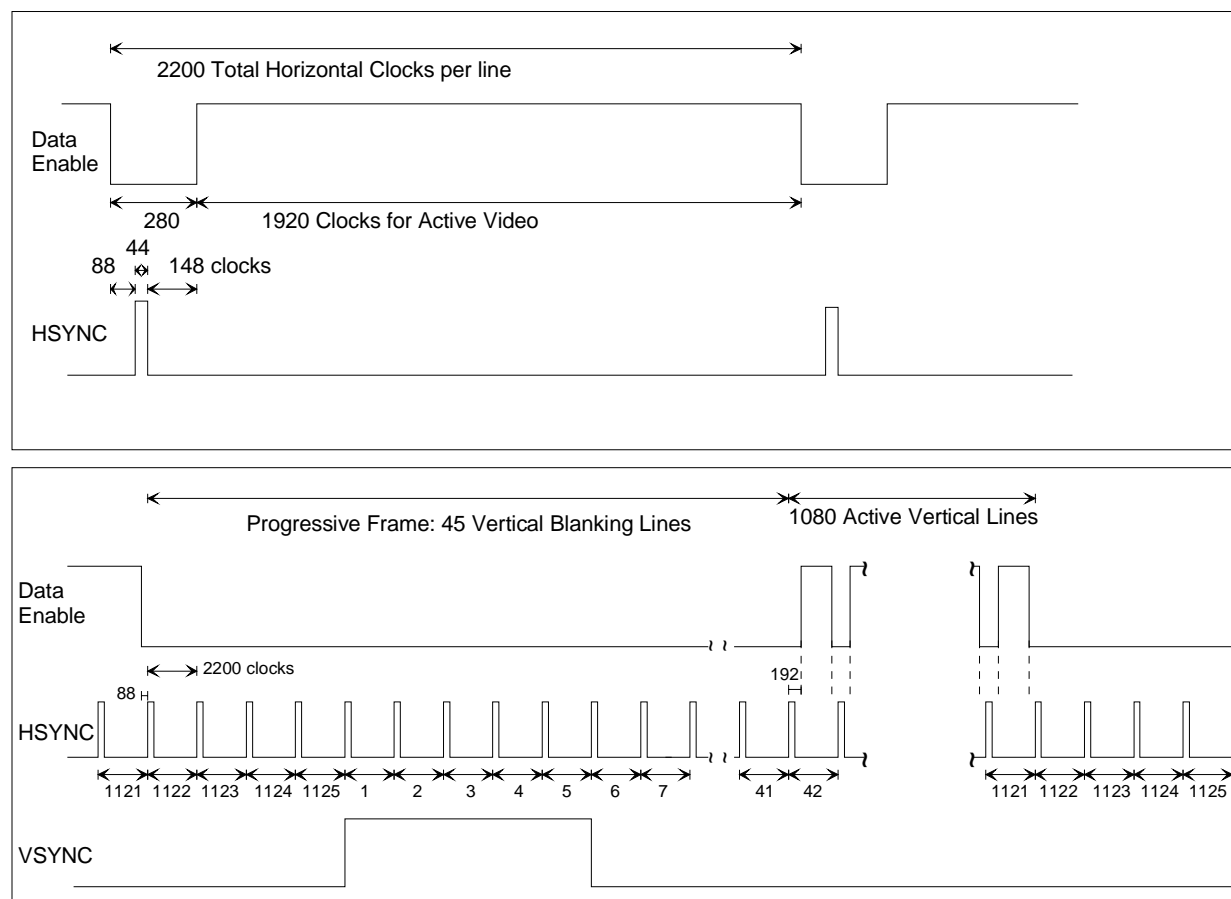 2200 Total Horizontal Clocks per line
Data
Enable
280
1920 Clocks for Active Video
44
88
148 clocks
HSYNC
Progressive Frame: 45 Vertical Blanking Lines
1080 Active Vertical Lines
Data
Enable
2200 clocks
88
192
HSYNC
1121 1122 1123 1124 1125 1 2 3 4 5 6 7 41 42 1121 1122 1123 1124 1125
VSYNC